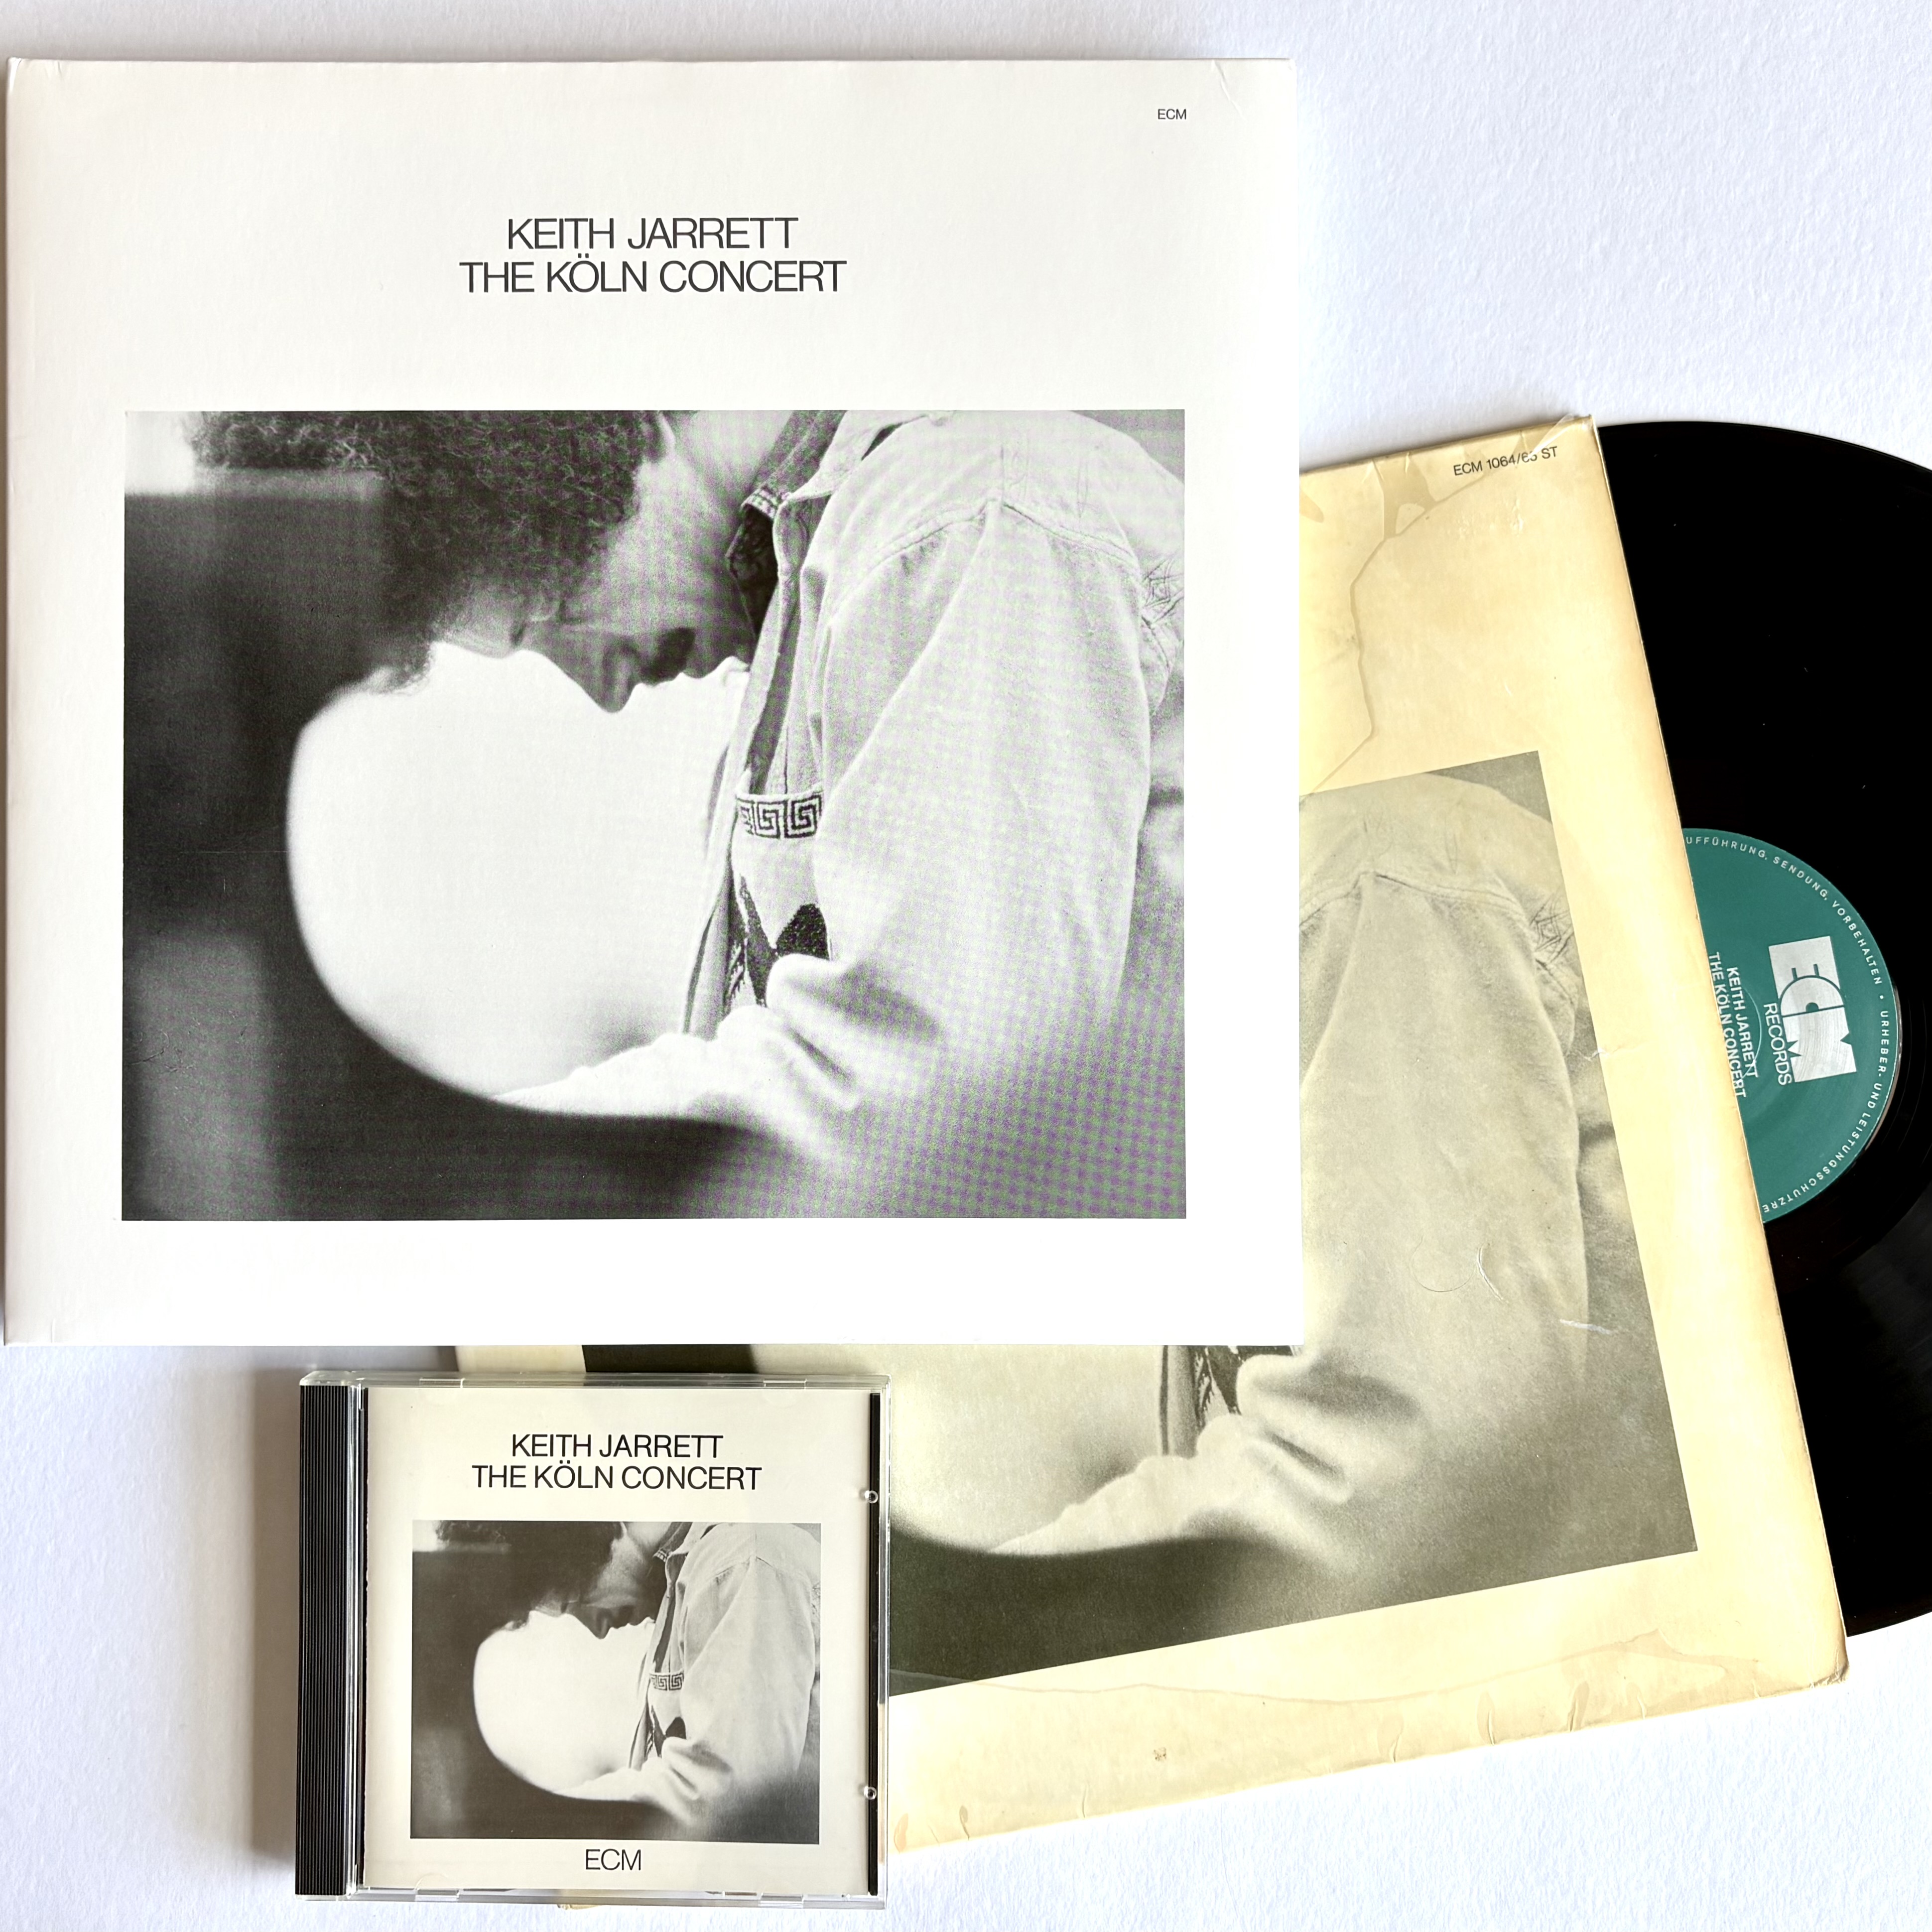 ECM
KEITH JARRETT
THE KÖLN CONCERT
ECM 1064/65 ST
UFFÜHRUNG, SENDUNG, VORBEHALTEN • URHEBER- UND LEISTUNGSSCHUTZRE
ECM
RECORDS
KEITH JARRETT
THE KÖLN CONCERT
KEITH JARRETT
THE KÖLN CONCERT
ECM